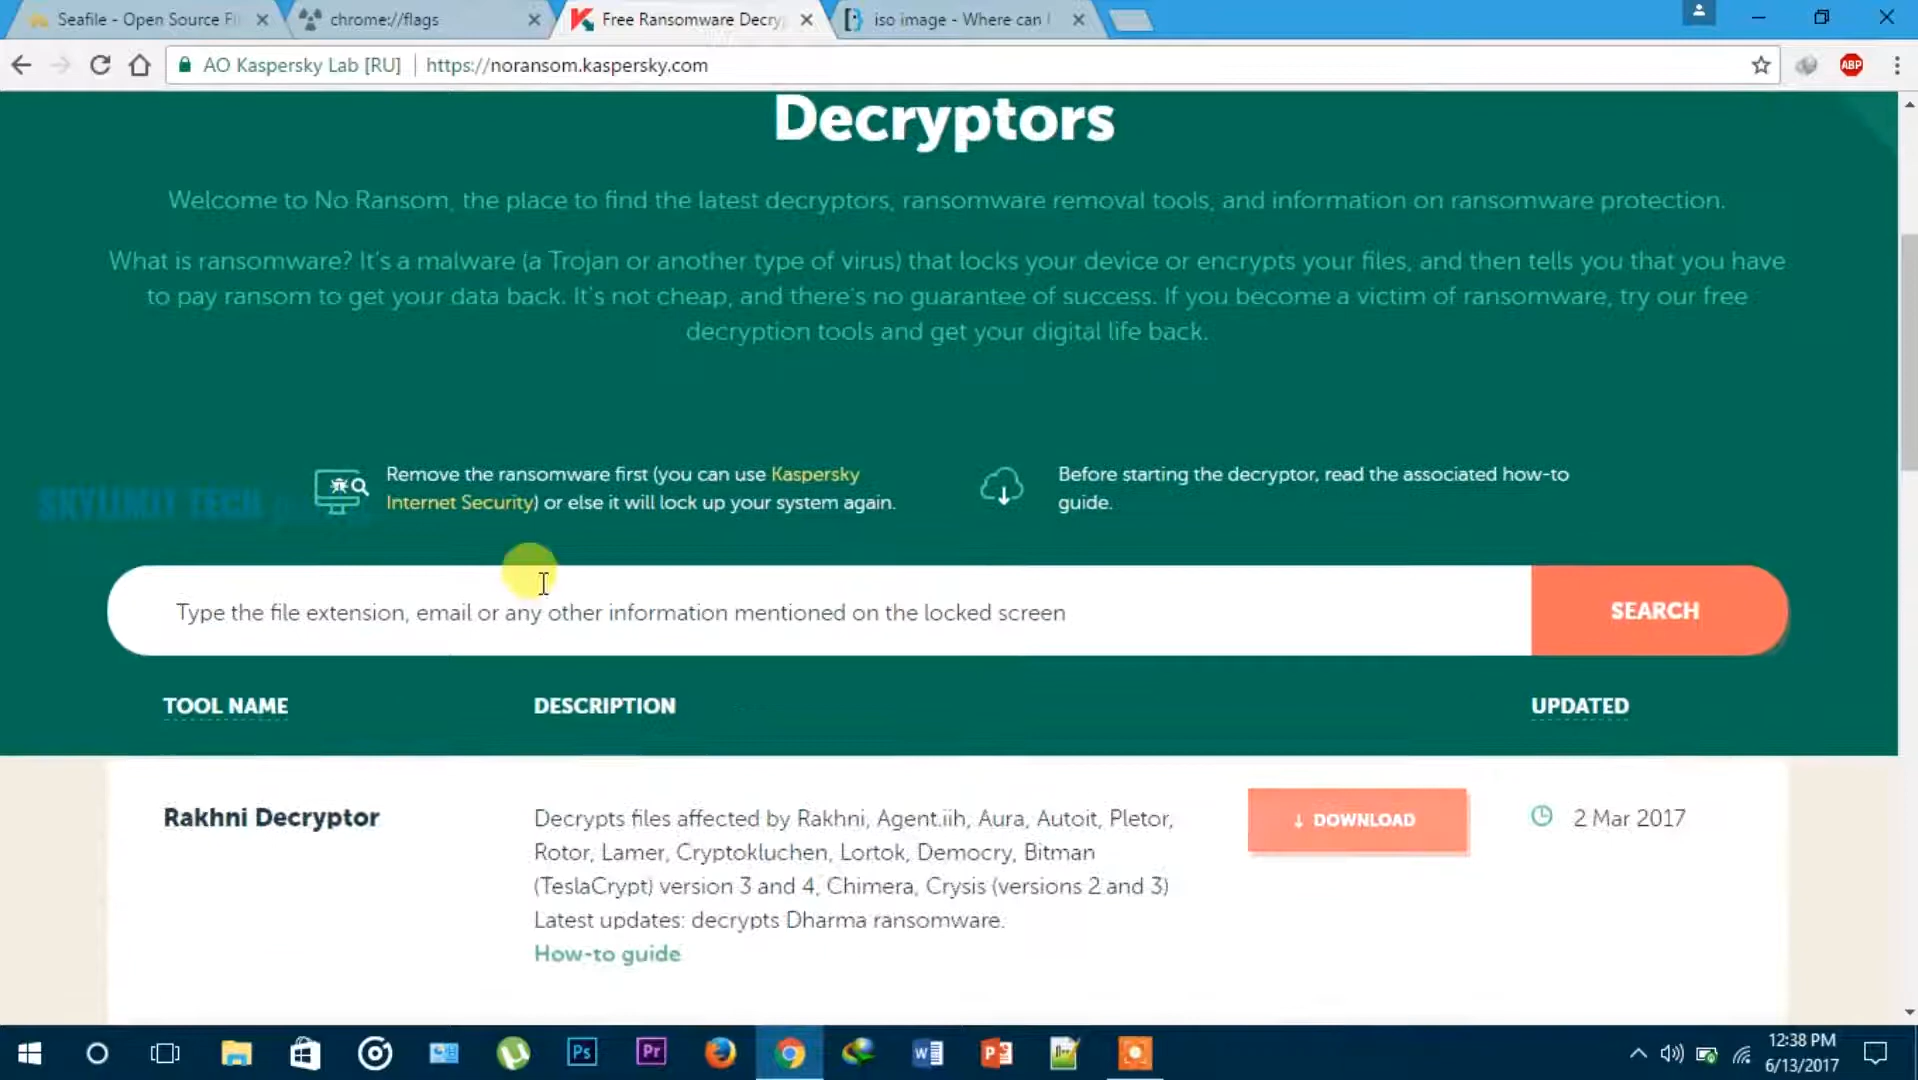 Seafile - Open Source Fi
chrome://flags
Free Ransomware Decry
iso image - Where can I
AO Kaspersky Lab [RU]
https://noransom.kaspersky.com
ABP
Decryptors
Welcome to No Ransom, the place to find the latest decryptors, ransomware removal tools, and information on ransomware protection.
What is ransomware? It's a malware (a Trojan or another type of virus) that locks your device or encrypts your files, and then tells you that you have
to pay ransom to get your data back. It's not cheap, and there's no guarantee of success. If you become a victim of ransomware, try our free
decryption tools and get your digital life back.
Remove the ransomware first (you can use Kaspersky
Internet Security) or else it will lock up your system again.
Before starting the decryptor, read the associated how-to
guide.
SKYLIMIT TECH
Type the file extension, email or any other information mentioned on the locked screen
SEARCH
TOOL NAME
DESCRIPTION
UPDATED
Rakhni Decryptor
Decrypts files affected by Rakhni, Agent.iih, Aura, Autoit, Pletor,
Rotor, Lamer, Cryptokluchen, Lortok, Democry, Bitman
(TeslaCrypt) version 3 and 4, Chimera, Crysis (versions 2 and 3)
Latest updates: decrypts Dharma ransomware.
How-to guide
DOWNLOAD
2 Mar 2017
Ps
Pr
12:38 PM
6/13/2017